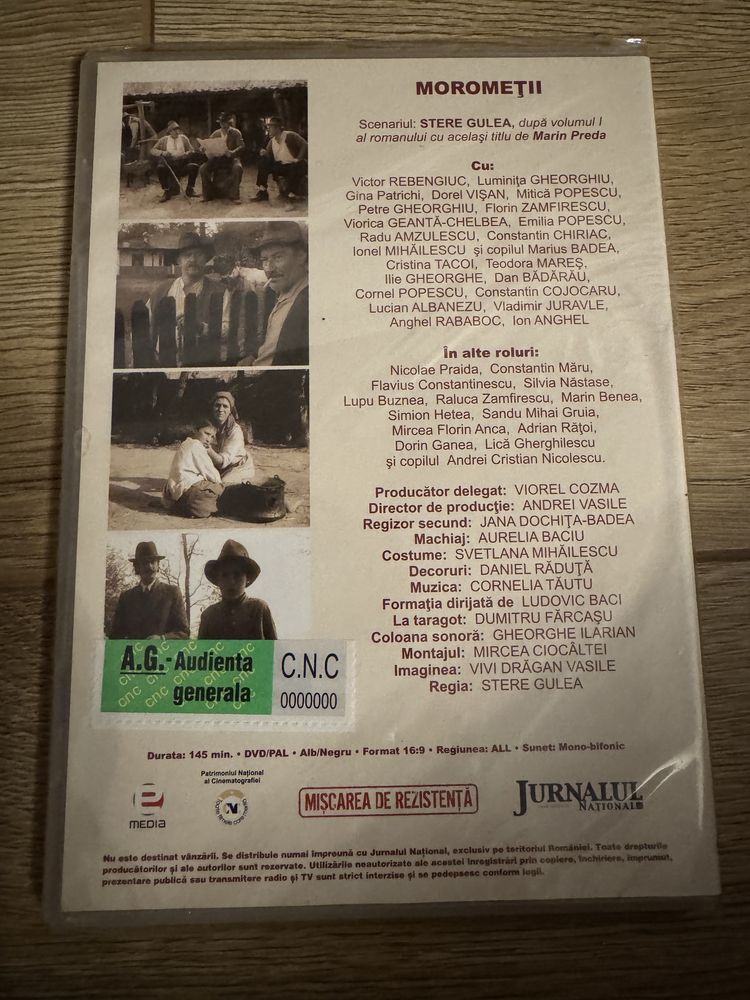 MOROMEŢII
Scenariul: STERE GULEA, după volumul I
al romanului cu acelaşi titlu de Marin Preda
Cu:
Victor REBENGIUC, Luminiţa GHEORGHIU,
Gina Patrichi, Dorel VIŞAN, Mitică POPESCU,
Petre GHEORGHIU, Florin ZAMFIRESCU,
Viorica GEANTĂ-CHELBEA, Emilia POPESCU,
Radu AMZULESCU, Constantin CHIRIAC,
Ionel MIHĂILESCU şi copilul Marius BADEA,
Cristina TACOI, Teodora MAREŞ,
Ilie GHEORGHE, Dan BĂDĂRĂU,
Cornel POPESCU, Constantin COJOCARU,
Lucian ALBANEZU, Vladimir JURAVLE,
Anghel RABABOC, Ion ANGHEL
În alte roluri:
Nicolae Praida, Constantin Măru,
Flavius Constantinescu, Silvia Năstase,
Lupu Buznea, Raluca Zamfirescu, Marin Benea,
Simion Hetea, Sandu Mihai Gruia,
Mircea Florin Anca, Adrian Răţoi,
Dorin Ganea, Lică Gherghilescu
şi copilul Andrei Cristian Nicolescu.
Producător delegat: VIOREL COZMA
Director de producţie: ANDREI VASILE
Regizor secund: JANA DOCHIŢA-BADEA
Machiaj: AURELIA BACIU
Costume: SVETLANA MIHĂILESCU
Decoruri: DANIEL RĂDUŢĂ
Muzica: CORNELIA TĂUTU
Formaţia dirijată de LUDOVIC BACI
La taragot: DUMITRU FĂRCAŞU
Coloana sonoră: GHEORGHE ILARIAN
Montajul: MIRCEA CIOCÂLTEI
Imaginea: VIVI DRĂGAN VASILE
Regia: STERE GULEA
A.G.-Audienta
generala
C.N.C
0000000
Durata: 145 min. • DVD/PAL • Alb/Negru • Format 16:9 • Regiunea: ALL • Sunet: Mono-bifonic
MEDIA
Patrimoniul Naţional
al Cinematografiei
MIŞCAREA DE REZISTENŢĂ
JURNALUL
NAŢIONAL
Nu este destinat vânzării. Se distribuie numai împreună cu Jurnalul Naţional, exclusiv pe teritoriul României. Toate drepturile
producătorilor şi ale autorilor sunt rezervate. Utilizările neautorizate ale acestei înregistrări prin copiere, închiriere, împrumut,
prezentare publică sau transmitere radio şi TV sunt strict interzise şi se pedepsesc conform legii.